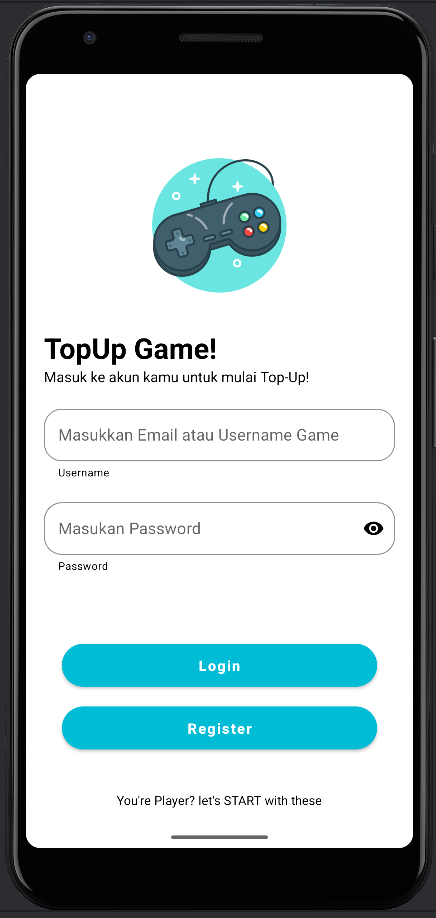 TopUp Game!
Masuk ke akun kamu untuk mulai Top-Up!
Masukkan Email atau Username Game
Username
Masukan Password
Password
Login
Register
You're Player? let's START with these